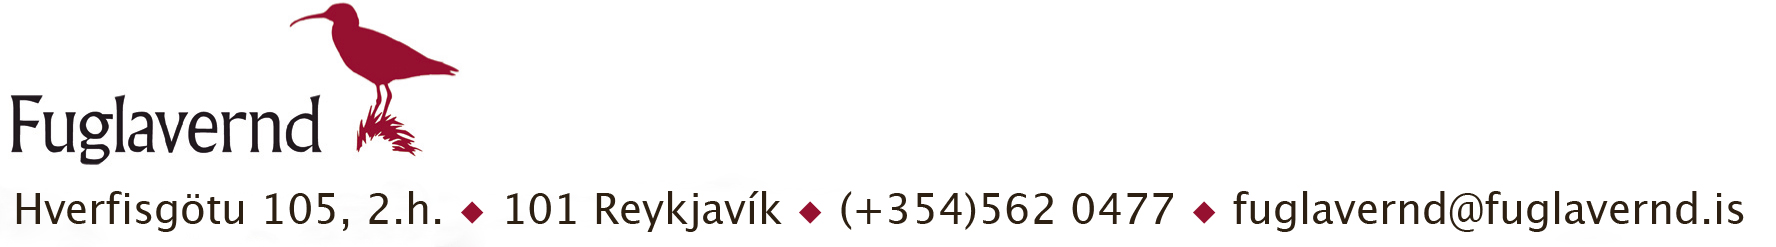 Fuglavernd
Hverfisgötu 105, 2.h. ◆ 101 Reykjavík ◆ (+354)562 0477 ◆ fuglavernd@fuglavernd.is